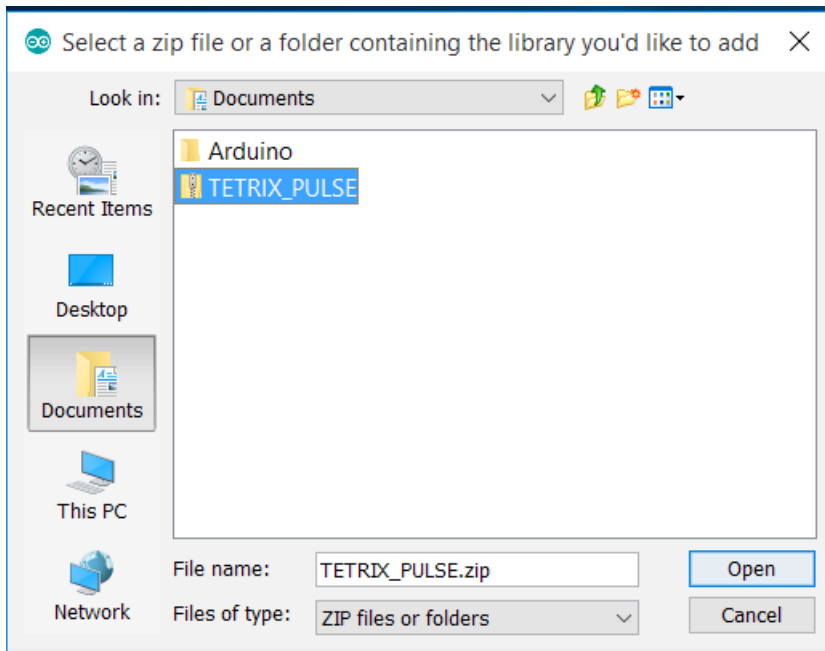 Select a zip file or a folder containing the library you'd like to add
Look in: Documents
Arduino
TETRIX_PULSE
Recent Items
Desktop
Documents
This PC
Network
File name: TETRIX_PULSE.zip Open
Files of type: ZIP files or folders Cancel